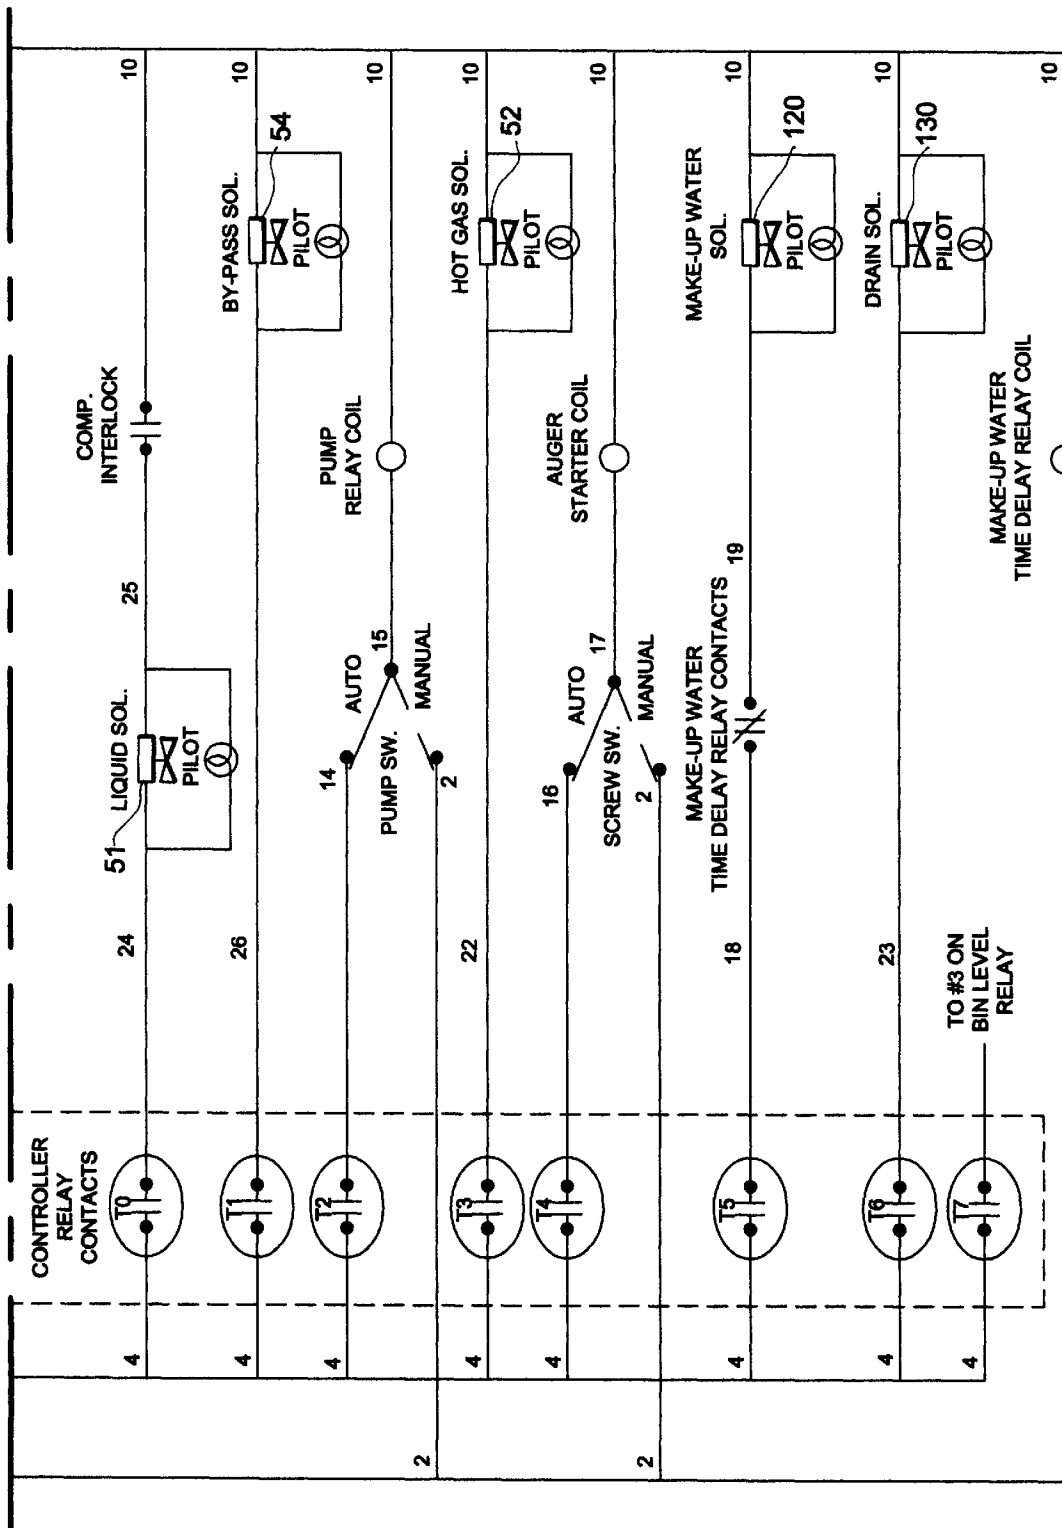 CONTROLLER
RELAY
CONTACTS
4
T0
24
51
LIQUID SOL.
PILOT
25
COMP.
INTERLOCK
10
4
T1
26
BY-PASS SOL.
54
PILOT
10
4
T2
14
AUTO
PUMP SW.
MANUAL
15
PUMP
RELAY COIL
10
2
2
4
T3
22
HOT GAS SOL.
52
PILOT
10
4
T4
16
AUTO
SCREW SW.
MANUAL
17
AUGER
STARTER COIL
10
2
2
4
T5
18
MAKE-UP WATER
TIME DELAY RELAY CONTACTS
19
MAKE-UP WATER
SOL.
120
PILOT
10
4
T6
23
DRAIN SOL.
130
PILOT
10
4
T7
TO #3 ON
BIN LEVEL
RELAY
MAKE-UP WATER
TIME DELAY RELAY COIL
10